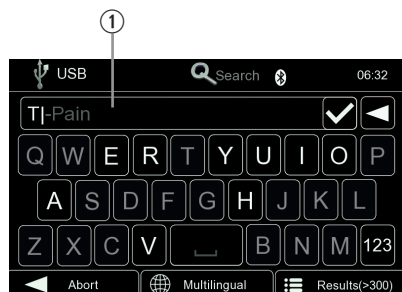 1
USB Search 06:32
T|-Pain
Q W E R T Y U I O P
A S D F G H J K L
Z X C V B N M 123
Abort Multilingual Results(>300)